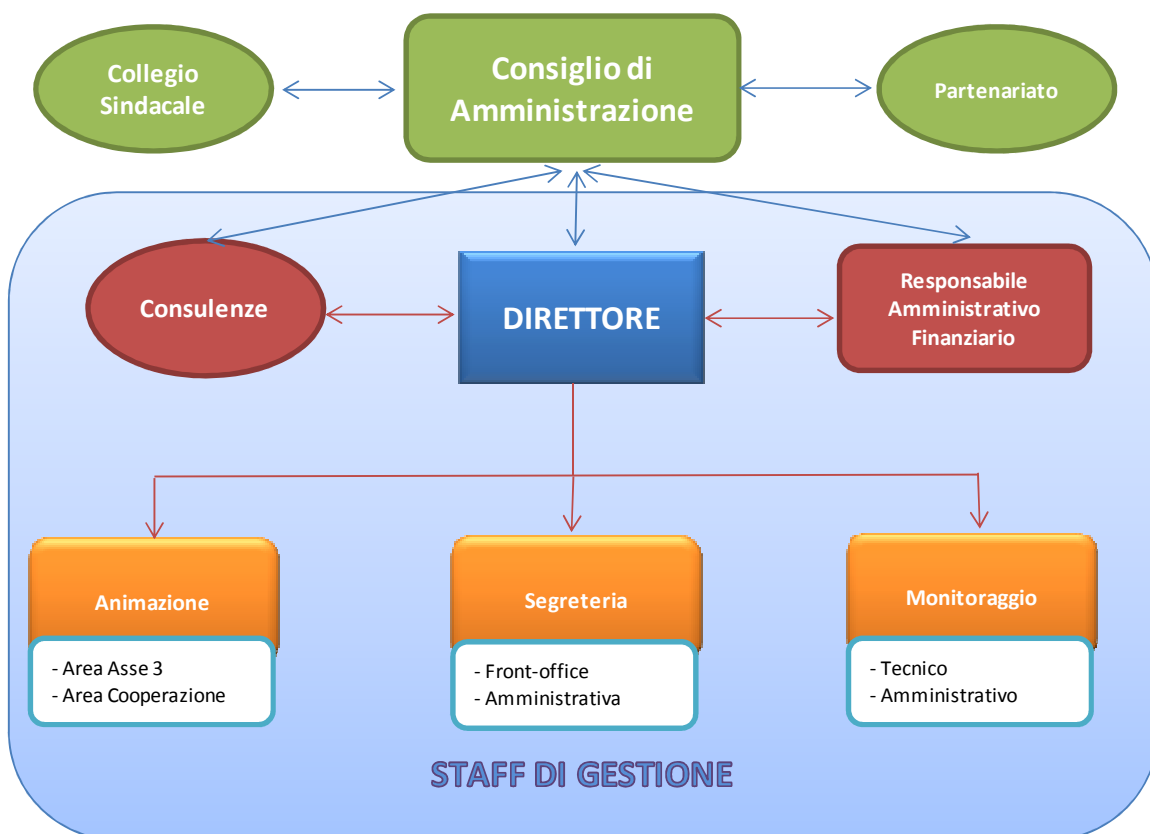 Collegio
Sindacale
Consiglio di
Amministrazione
Partenariato
Consulenze
DIRETTORE
Responsabile
Amministrativo
Finanziario
Animazione
- Area Asse 3
- Area Cooperazione
Segreteria
- Front-office
- Amministrativa
Monitoraggio
- Tecnico
- Amministrativo
STAFF DI GESTIONE